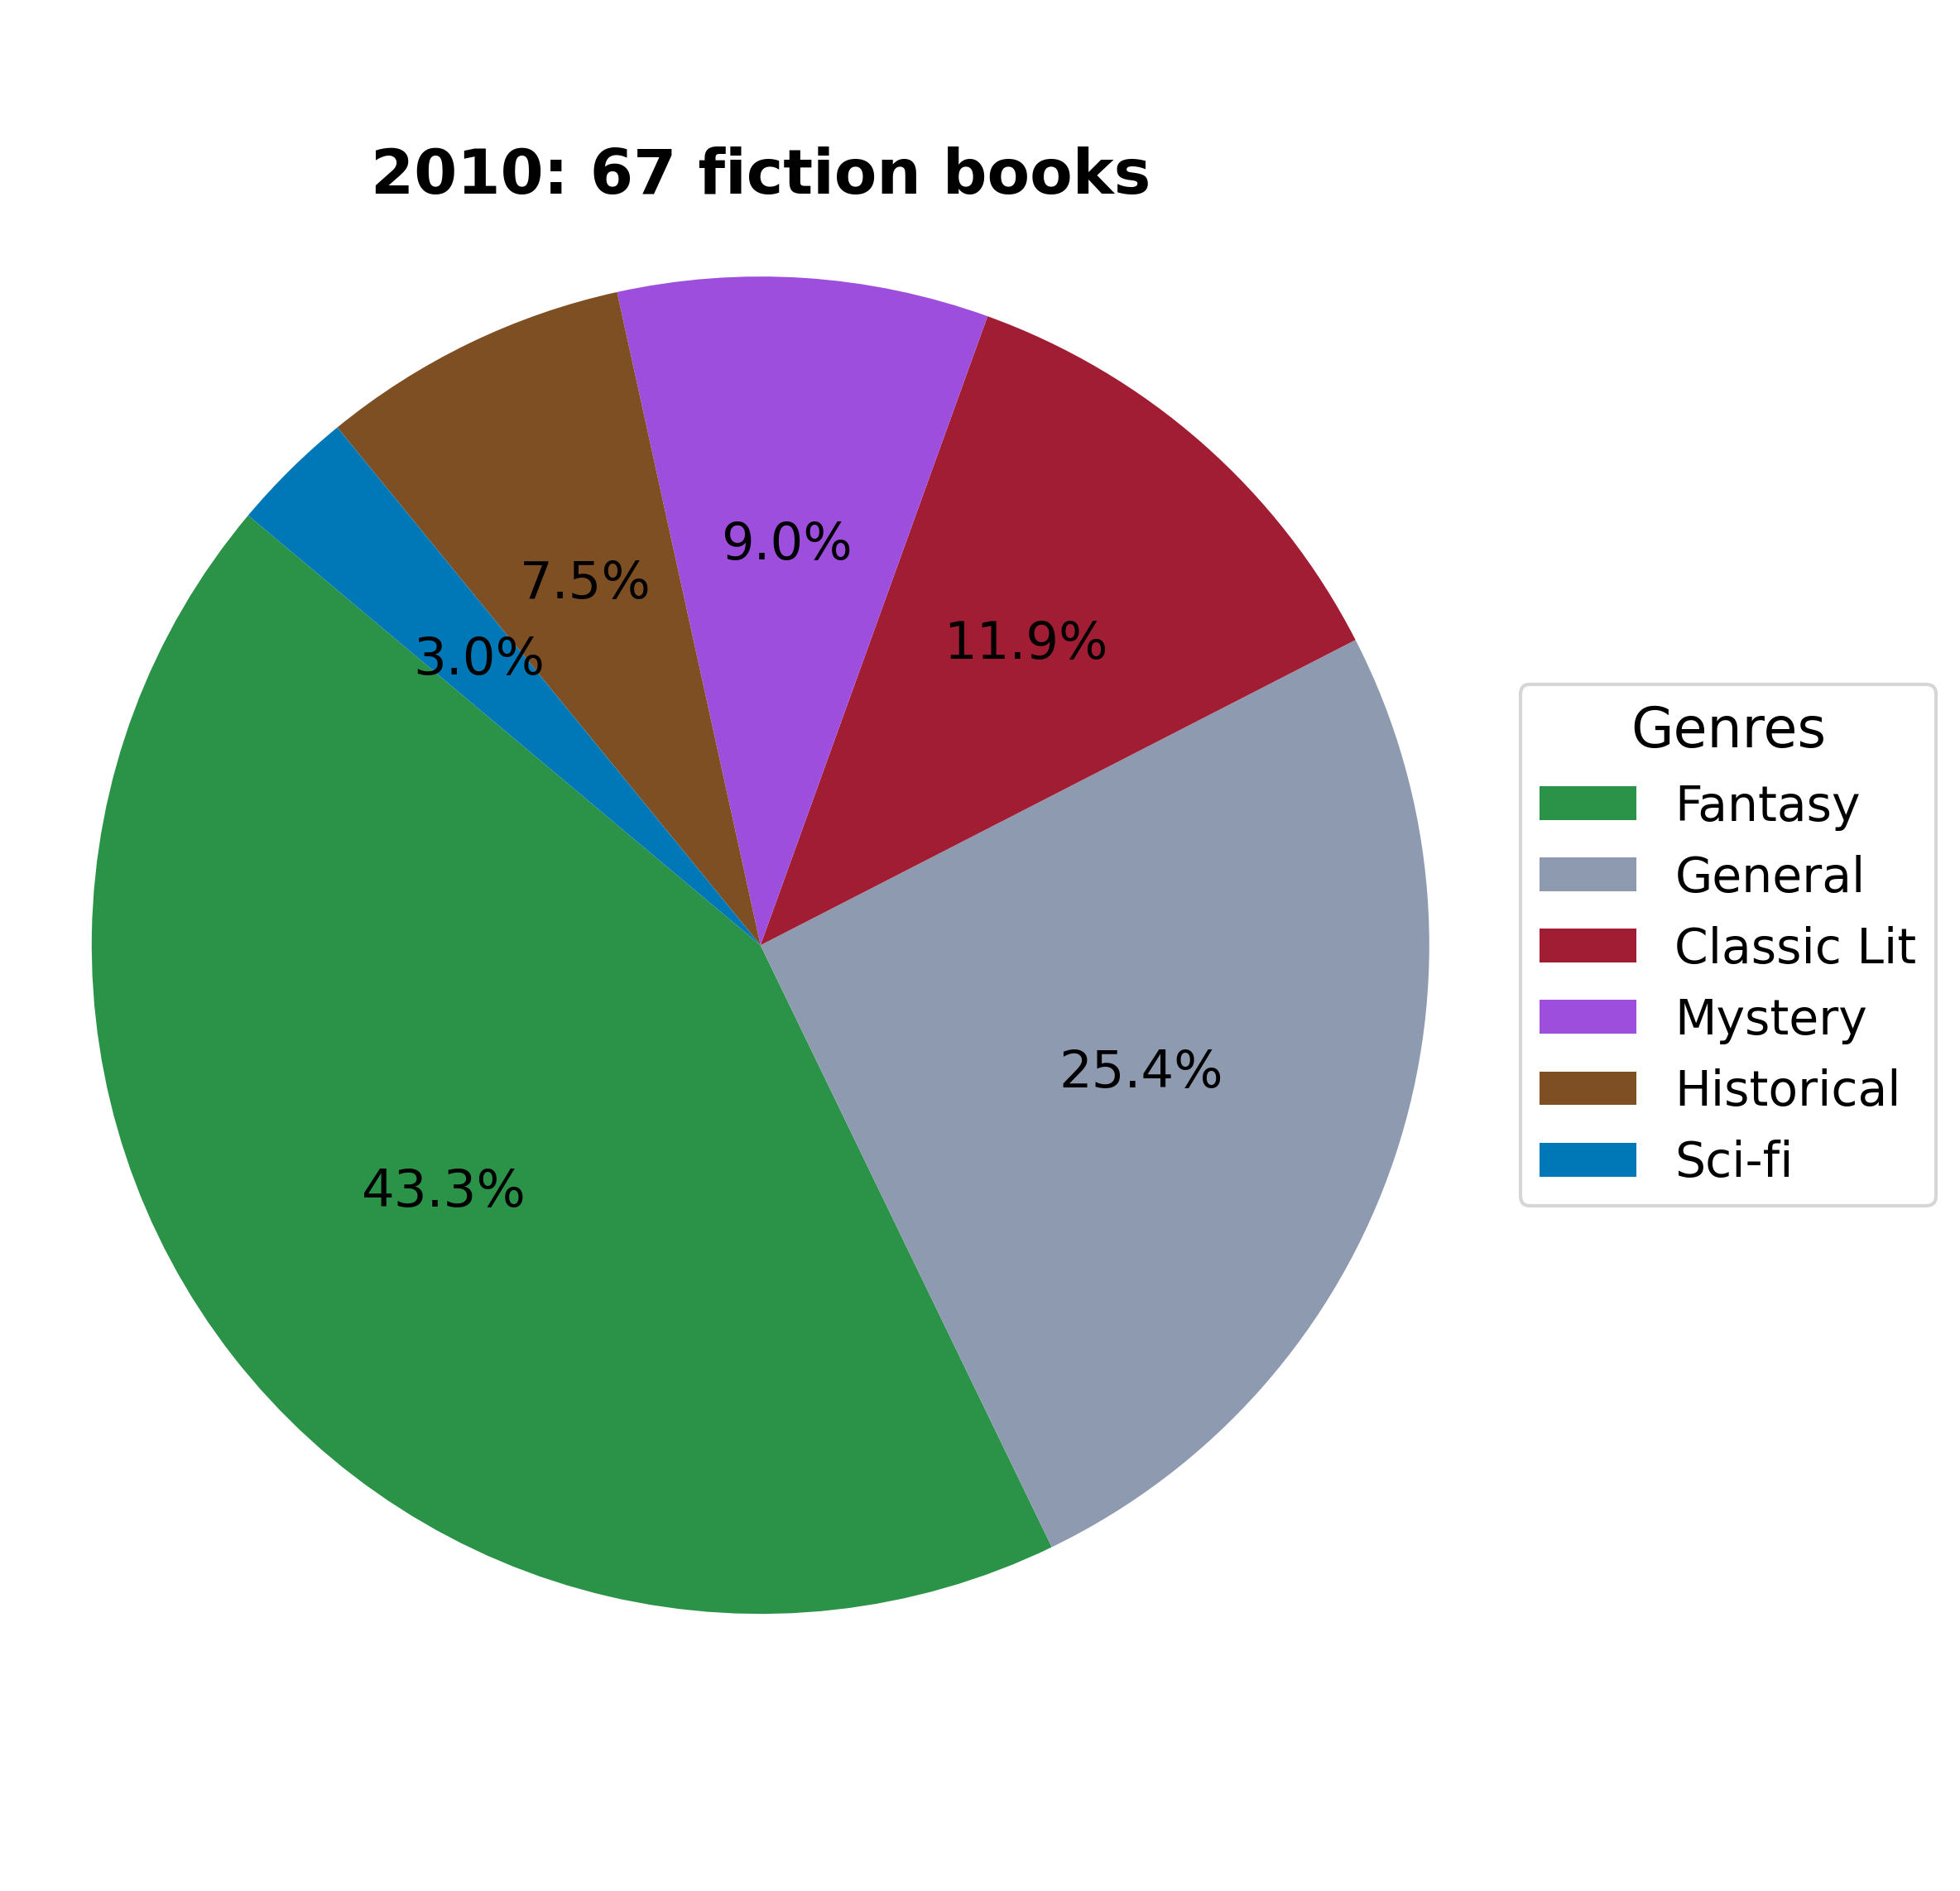 2010: 67 fiction books
9.0%
7.5%
11.9%
3.0%
25.4%
43.3%
Genres
Fantasy
General
Classic Lit
Mystery
Historical
Sci-fi